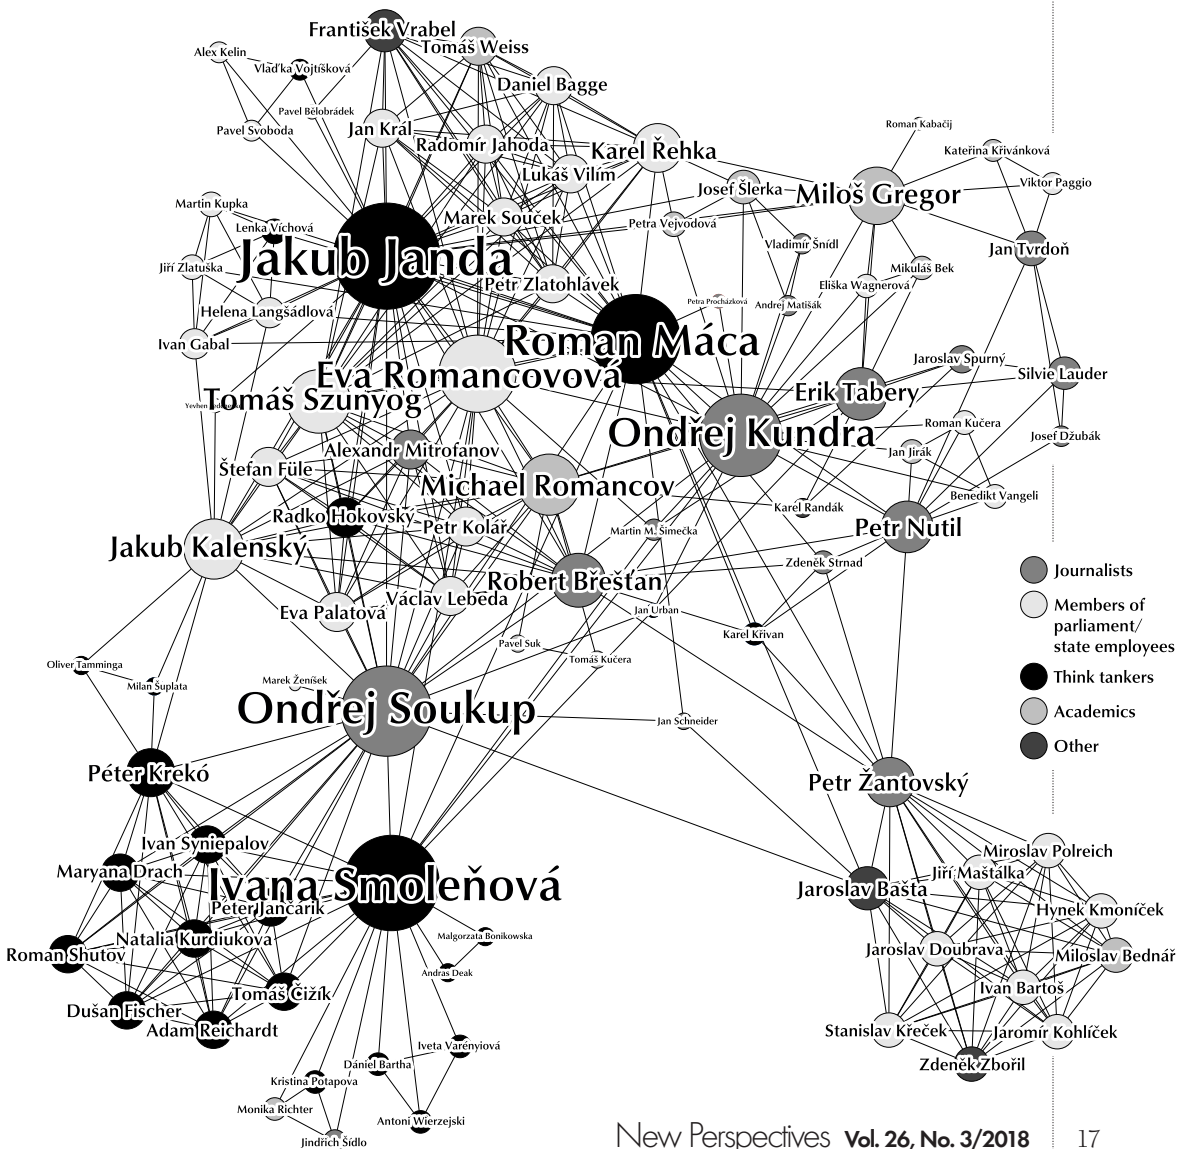 František Vrabel
Tomáš Weiss
Alex Kelin
Vlaďka Vojtíšková
Daniel Bagge
Pavel Bělobrádek
Pavel Svoboda
Jan Král
Radomír Jahoda
Karel Řehka
Lukáš Vilím
Roman Kabačij
Kateřina Křivánková
Viktor Paggio
Josef Šlerka
Miloš Gregor
Martin Kupka
Lenka Víchová
Marek Souček
Petra Vejvodová
Vladimír Šnídl
Jan Tvrdoň
Jiří Zlatuška
Jakub Janda
Petr Zlatohlávek
Mikuláš Bek
Eliška Wagnerová
Helena Langšádlová
Petra Procházková
Andrej Matišák
Ivan Gabal
Roman Máca
Jaroslav Spurný
Silvie Lauder
Eva Romancovová
Tomáš Szunyog
Erik Tabery
Yevhen
Ondřej Kundra
Roman Kučera
Josef Džubák
Alexandr Mitrofanov
Jan Jirák
Štefan Füle
Michael Romancov
Benedikt Vangeli
Karel Randák
Radko Hokovský
Petr Kolář
Martin M. Šimečka
Petr Nutil
Jakub Kalenský
Zdeněk Strnad
Journalists
Robert Břešťan
Václav Lebeda
Eva Palatová
Jan Urban
Members of
parliament/
state employees
Karel Křivan
Pavel Suk
Tomáš Kučera
Oliver Tamminga
Milan Šuplata
Marek Ženíšek
Think tankers
Ondřej Soukup
Jan Schneider
Academics
Other
Péter Krekó
Petr Žantovský
Ivan Syniepalov
Maryana Drach
Miroslav Polreich
Jiří Maštálka
Ivana Smoleňová
Jaroslav Bašta
Peter Jančárik
Hynek Kmoníček
Natalia Kurdiukova
Malgorzata Bonikowska
Roman Shutov
Jaroslav Doubrava
Miloslav Bednář
Andras Deak
Tomáš Čižík
Ivan Bartoš
Dušan Fischer
Adam Reichardt
Stanislav Křeček
Jaromír Kohlíček
Iveta Várényiová
Dániel Bartha
Zdeněk Zbořil
Kristina Potapova
Monika Richter
Antoni Wierzejski
Jindřich Šídlo
New Perspectives Vol. 26, No. 3/2018 17